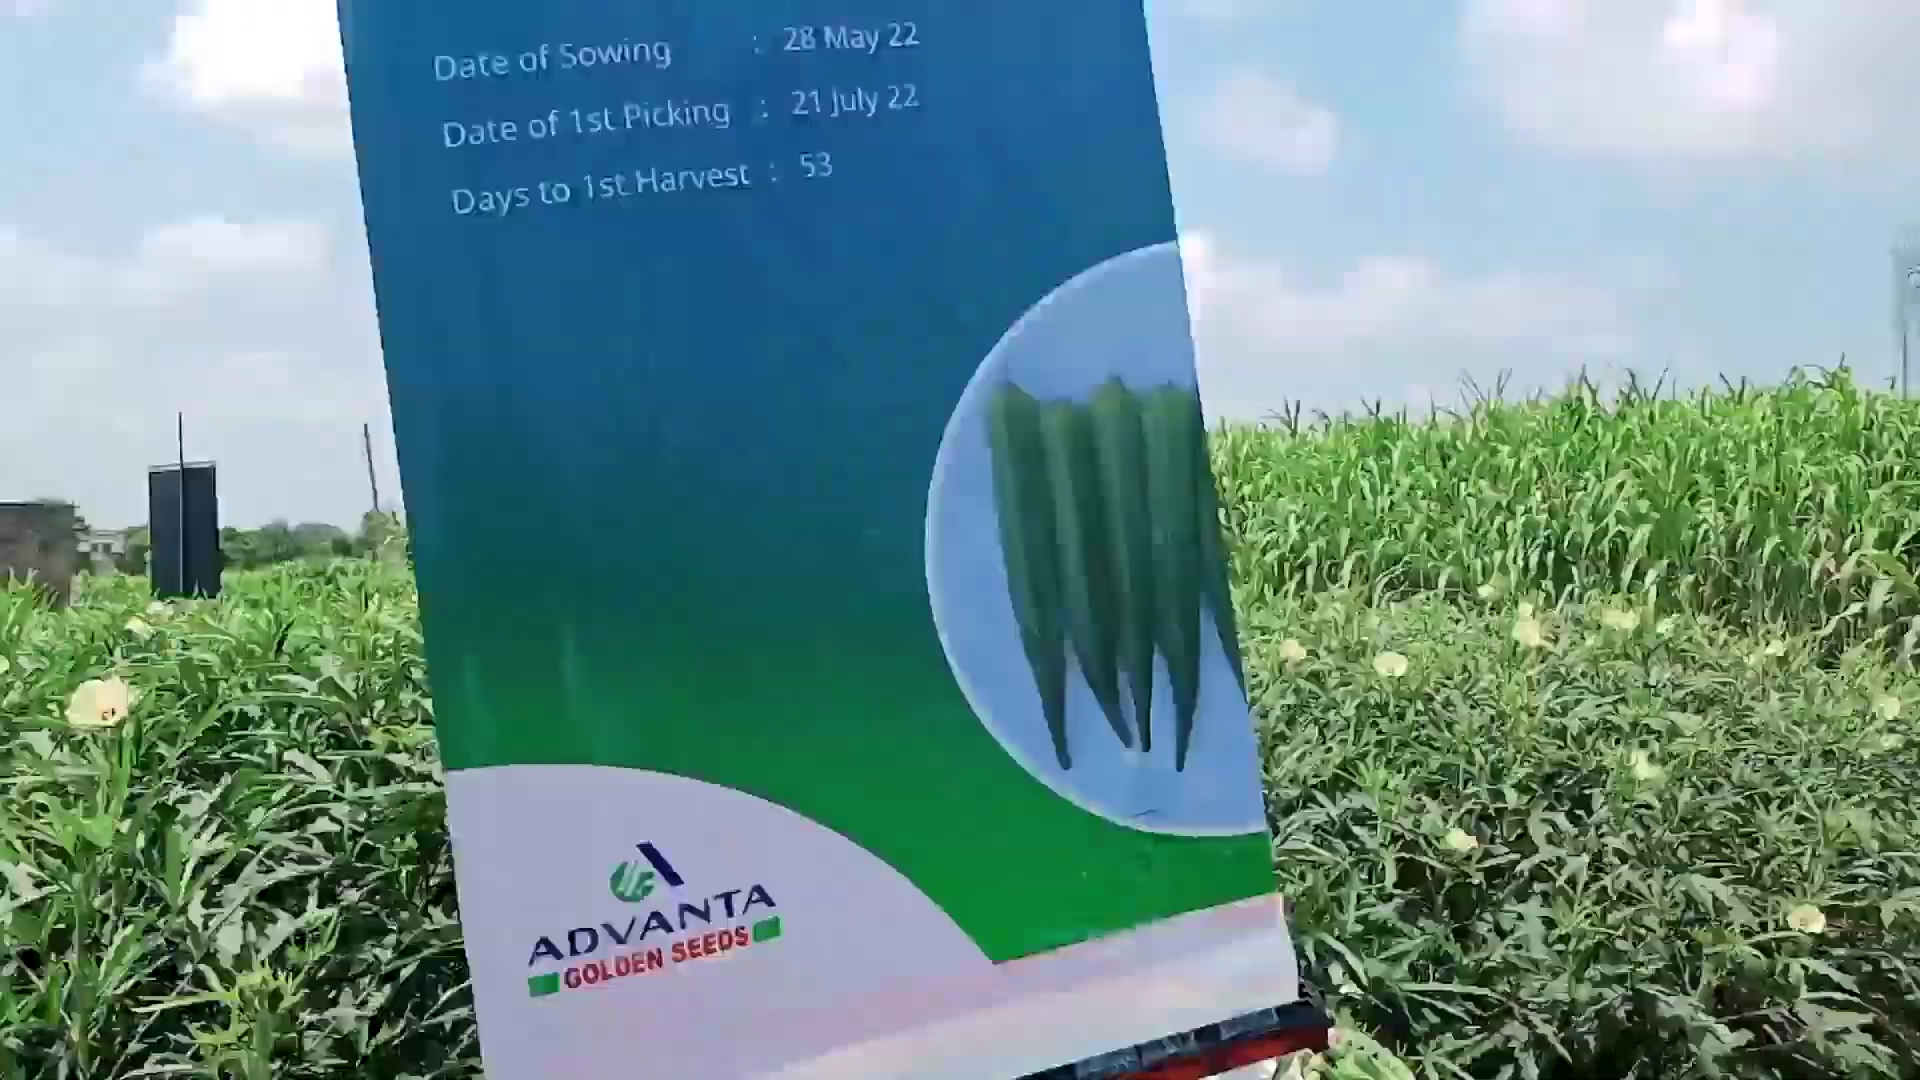 Date of Sowing : 28 May 22
Date of 1st Picking : 21 July 22
Days to 1st Harvest : 53
ADVANTA
GOLDEN SEEDS